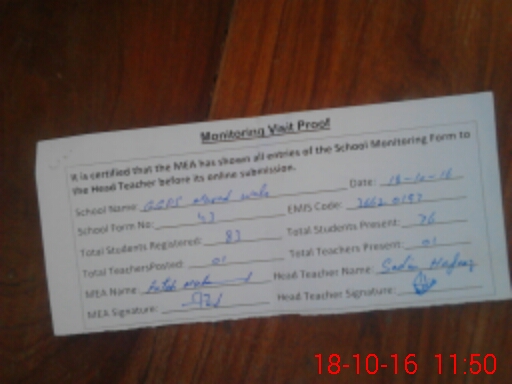 Monitoring Visit Proof
It is certified that the MEA has shown all entries of the School Monitoring Form to
the Head Teacher before its online submission.
School Name: GGPS Date: 18-10-16
School Form No: 43 EMIS Code:
Total Students Registered: 83 Total Students Present: 76
Total TeachersPosted: 01 Total Teachers Present: 01
MEA Name: Head Teacher Name:
MEA Signature: Head Teacher Signature:
18-10-16 11:50